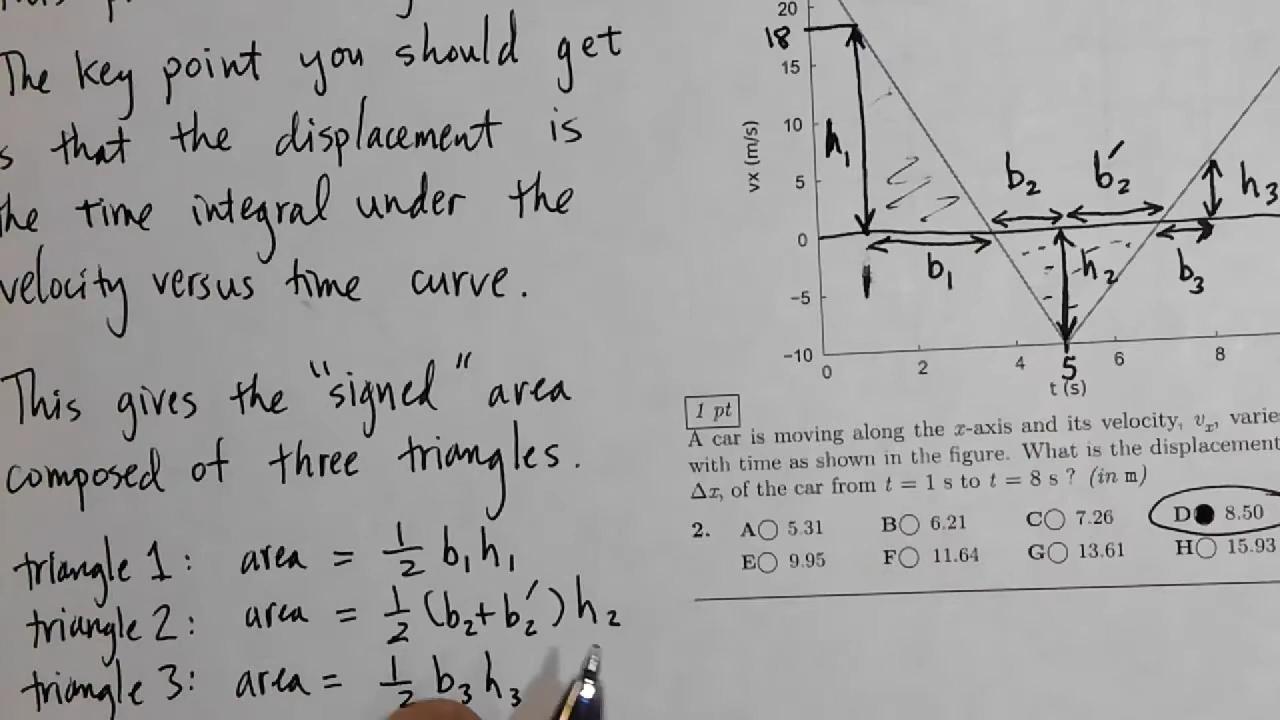 The key point you should get
s that the displacement is
the time integral under the
velocity versus time curve.
This gives the "signed" area
composed of three triangles.
triangle 1: area = 1/2 b₁h₁
triangle 2: area = 1/2 (b₂+b₂′)h₂
triangle 3: area = 1/2 b₃h₃
20
18
15
10
5
0
−5
−10
vx (m/s)
h₁
b₂
b₂′
h₃
b₁
h₂
b₃
1
0 2 4 5 6 8
t (s)
1 pt
A car is moving along the x-axis and its velocity, vₓ, varie
with time as shown in the figure. What is the displacement
Δx, of the car from t = 1 s to t = 8 s ? (in m)
2. A 5.31 B 6.21 C 7.26 D 8.50
E 9.95 F 11.64 G 13.61 H 15.93